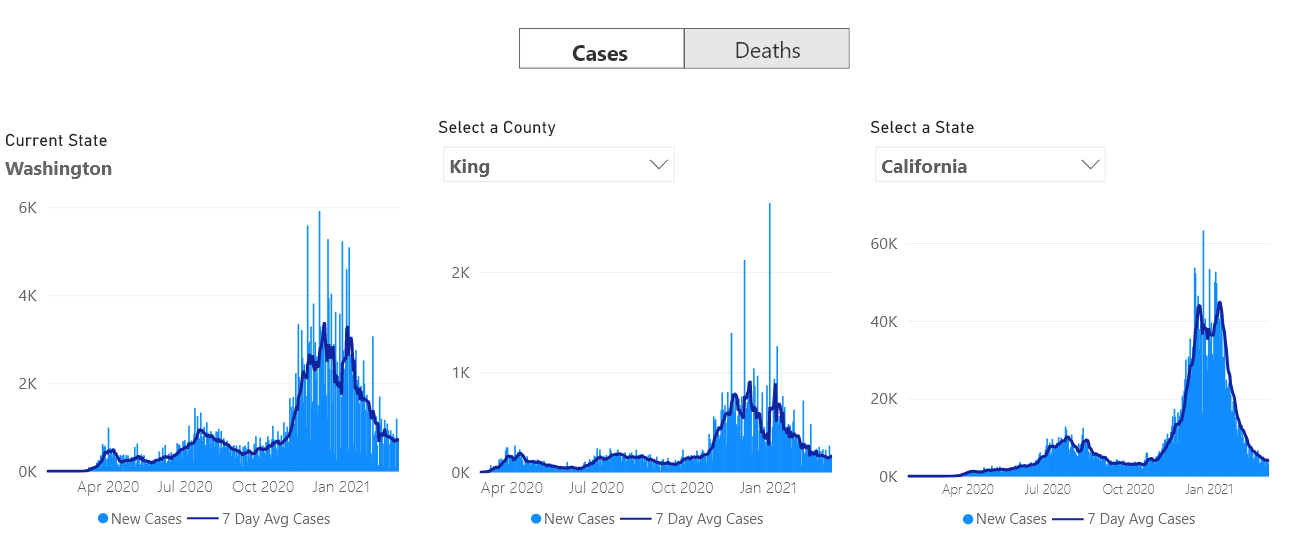 Cases Deaths
Current State
Washington
Select a County
King
Select a State
California
6K
4K
2K
0K
Apr 2020 Jul 2020 Oct 2020 Jan 2021
New Cases 7 Day Avg Cases
2K
1K
0K
Apr 2020 Jul 2020 Oct 2020 Jan 2021
New Cases 7 Day Avg Cases
60K
40K
20K
0K
Apr 2020 Jul 2020 Oct 2020 Jan 2021
New Cases 7 Day Avg Cases